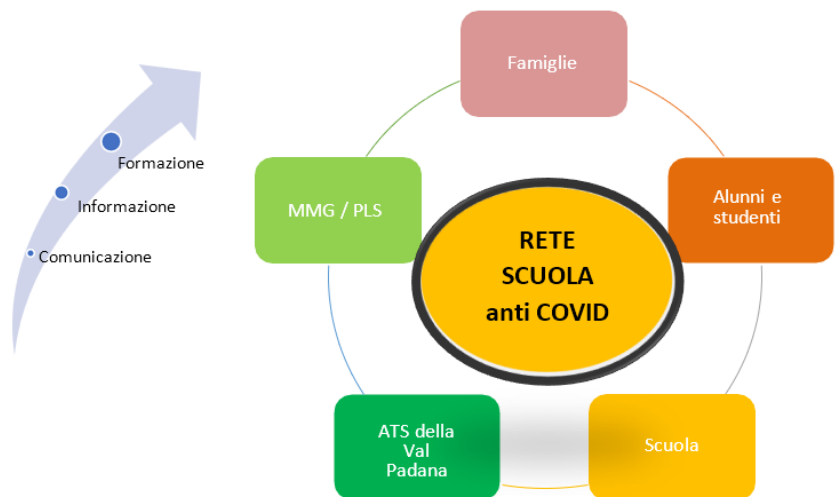 Formazione
Informazione
Comunicazione
Famiglie
MMG / PLS
Alunni e
studenti
RETE
SCUOLA
anti COVID
ATS della
Val
Padana
Scuola